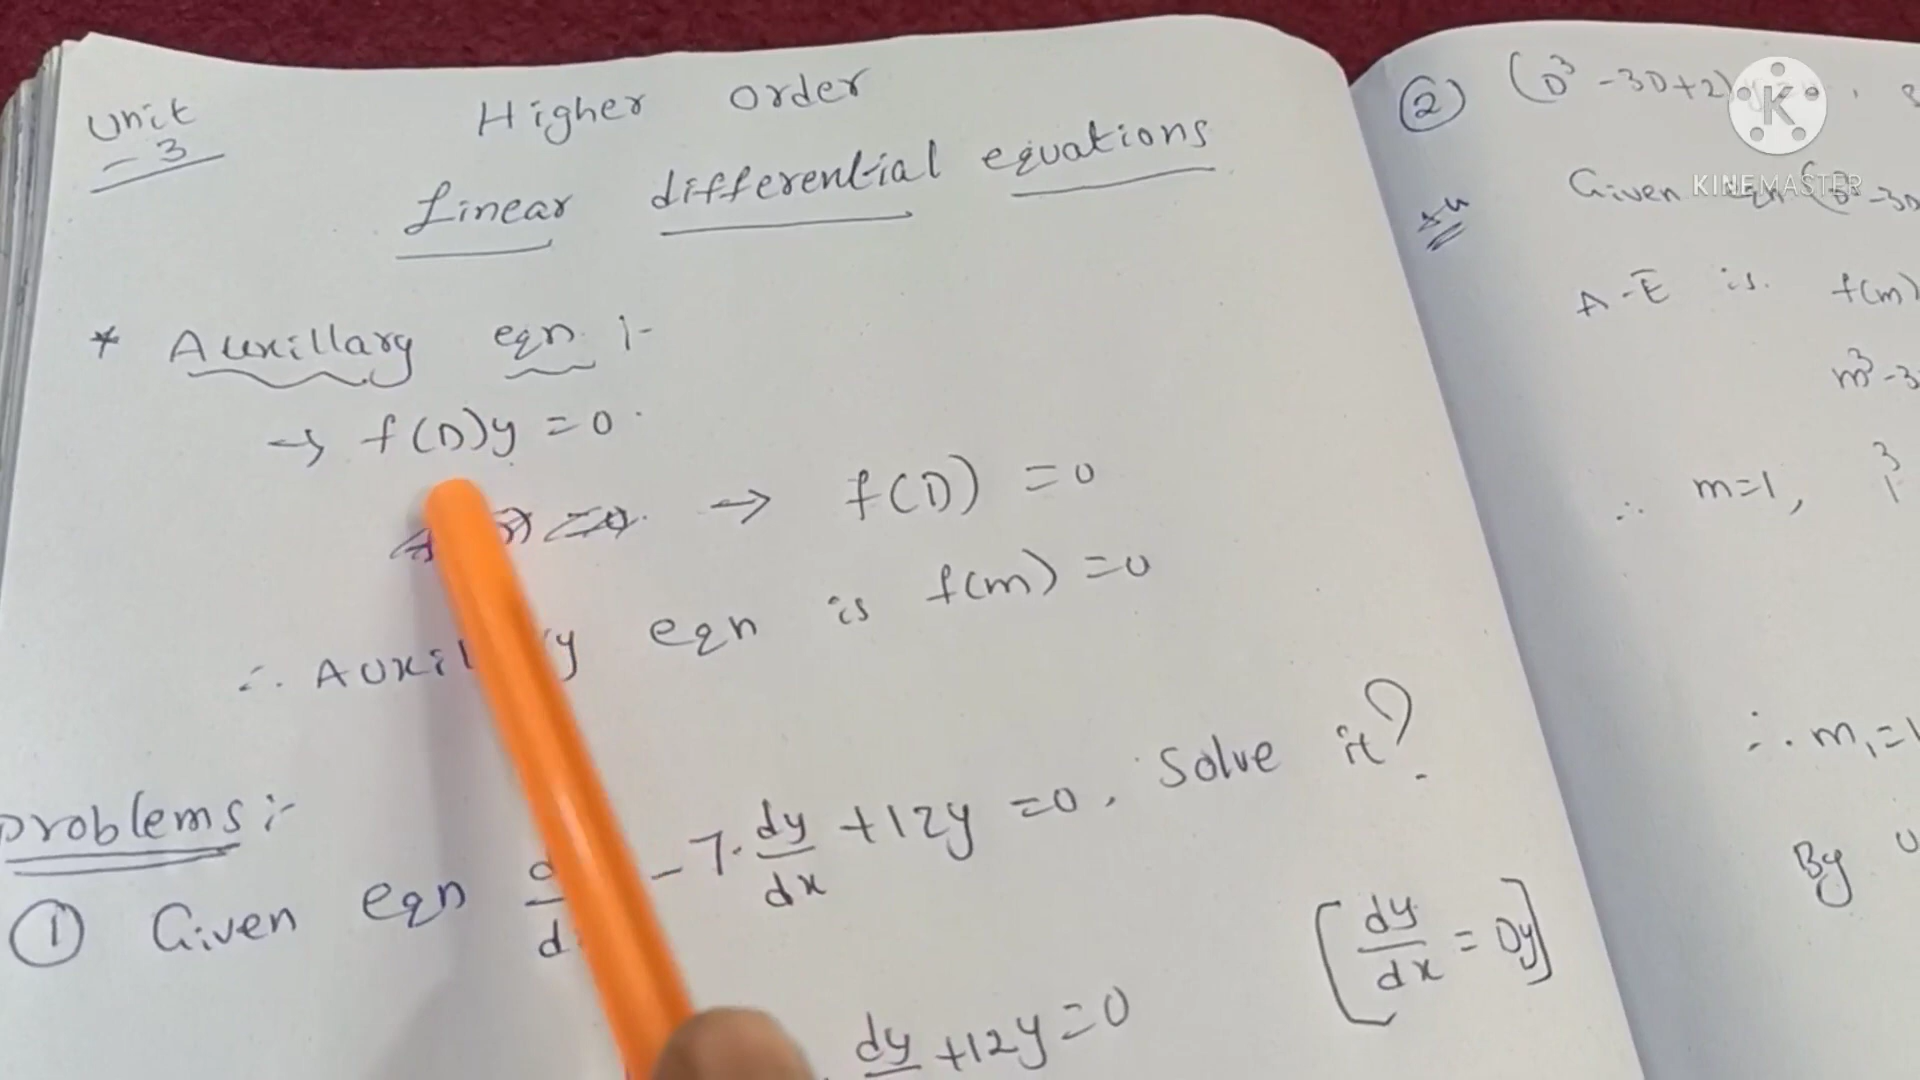 Unit
- 3
Higher Order
Linear differential equations
* Auxillary eqn :-
→ f(D)y = 0
→ f(D) = 0
∴ eqn is f(m) = 0
Problems :-
① Given eqn - 7. dy/dx + 12y = 0. Solve it?
[dy/dx = Dy]
dy + 12y = 0
② (D³ - 3D + 2)
Given eqn
A.E is f(m)
m³ - 3
∴ m = 1,
∴ m₁ = 1
By
K
KINEMASTER